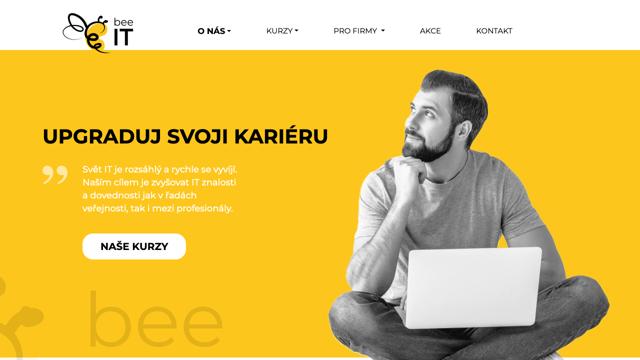 bee
IT
O NÁS
KURZY
PRO FIRMY
AKCE
KONTAKT
UPGRADUJ SVOJI KARIÉRU
Svět IT je rozsáhlý a rychle se vyvíjí.
Naším cílem je zvyšovat IT znalosti
a dovednosti jak v řadách
veřejnosti, tak i mezi profesionály.
NAŠE KURZY
bee